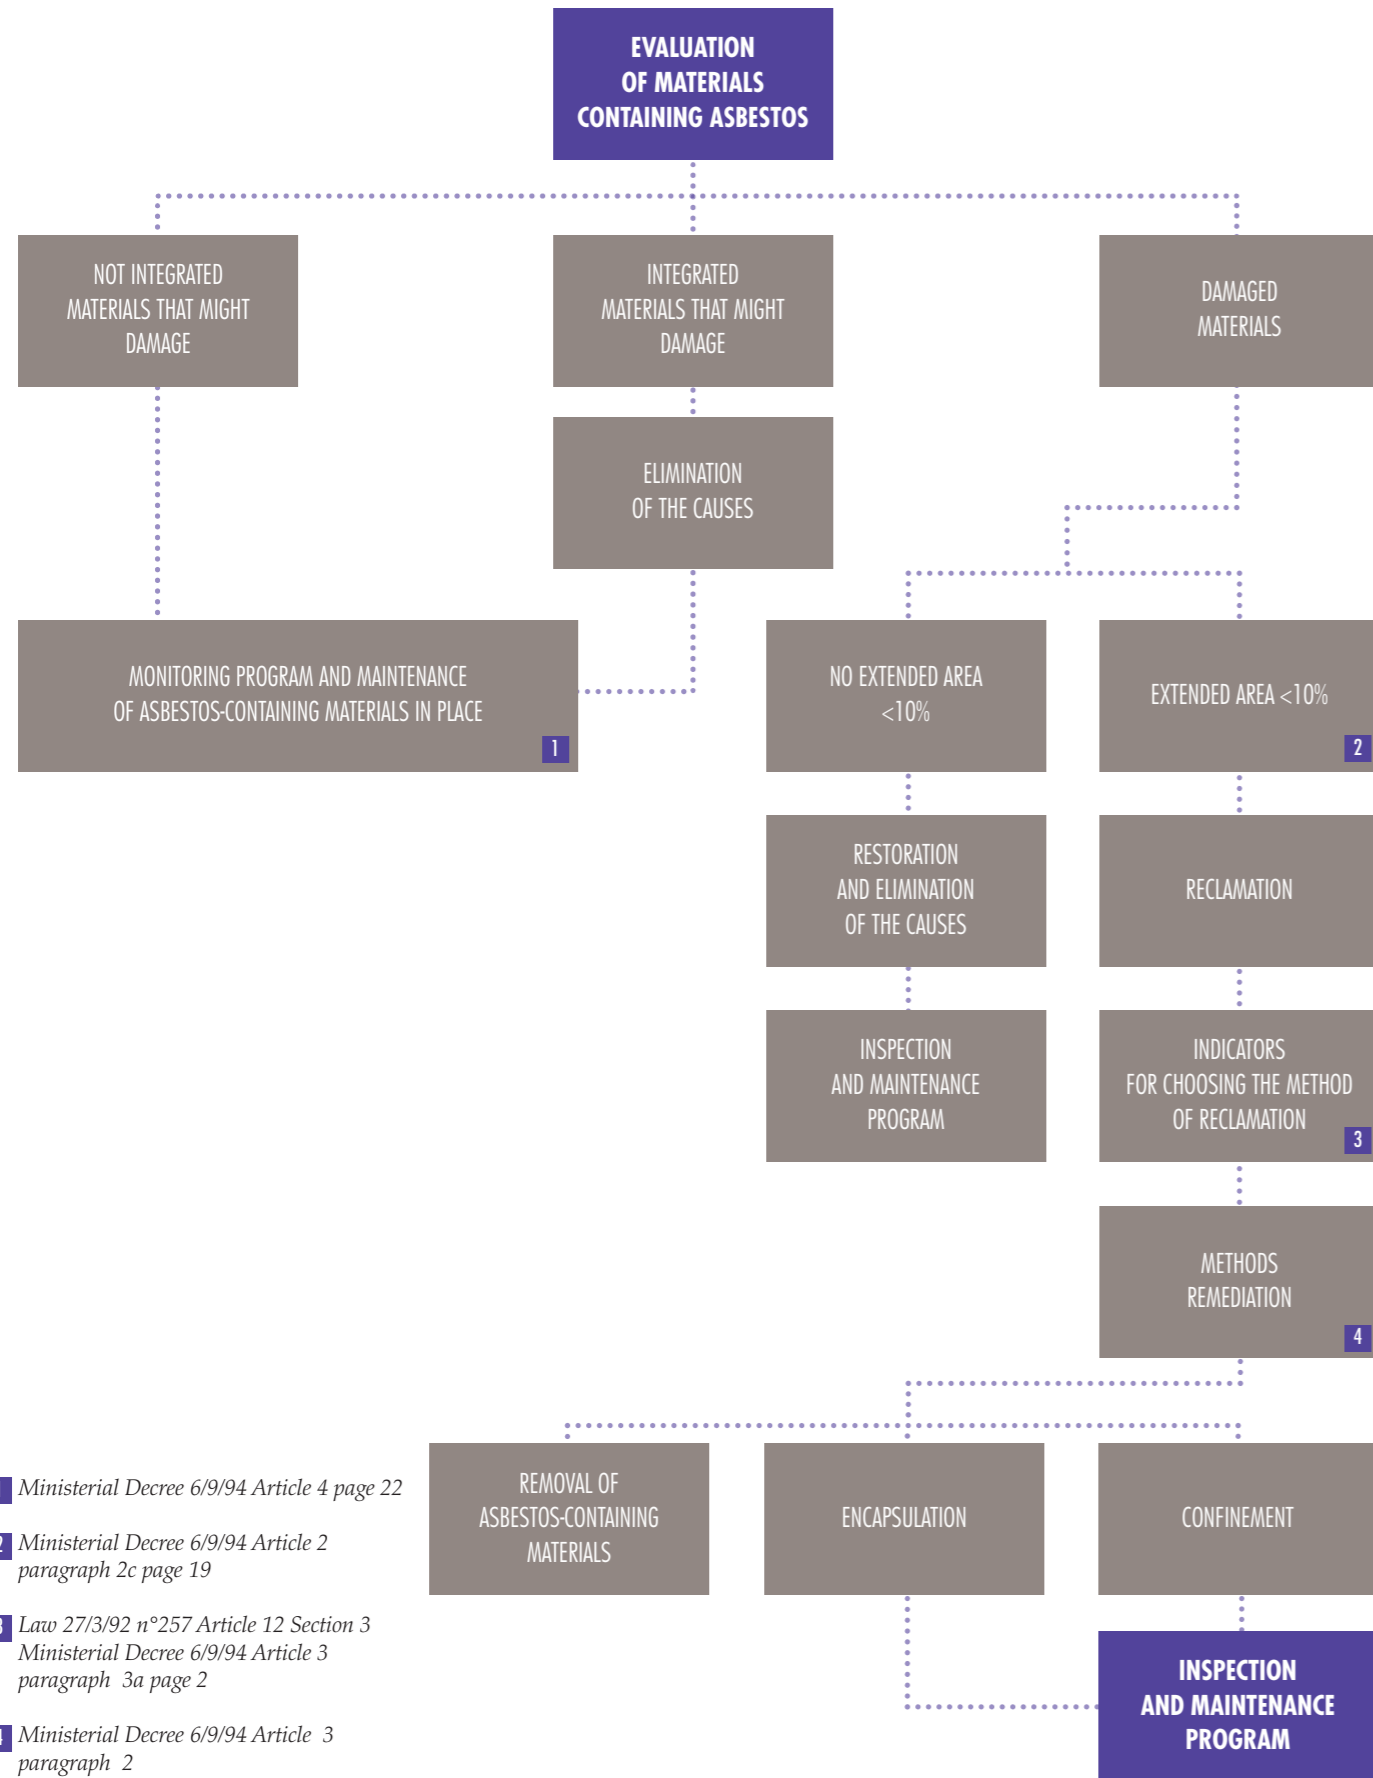 EVALUATION
OF MATERIALS
CONTAINING ASBESTOS
NOT INTEGRATED
MATERIALS THAT MIGHT
DAMAGE
INTEGRATED
MATERIALS THAT MIGHT
DAMAGE
DAMAGED
MATERIALS
ELIMINATION
OF THE CAUSES
MONITORING PROGRAM AND MAINTENANCE
OF ASBESTOS-CONTAINING MATERIALS IN PLACE
1
NO EXTENDED AREA
<10%
EXTENDED AREA <10%
2
RESTORATION
AND ELIMINATION
OF THE CAUSES
RECLAMATION
INSPECTION
AND MAINTENANCE
PROGRAM
INDICATORS
FOR CHOOSING THE METHOD
OF RECLAMATION
3
METHODS
REMEDIATION
4
REMOVAL OF
ASBESTOS-CONTAINING
MATERIALS
ENCAPSULATION
CONFINEMENT
INSPECTION
AND MAINTENANCE
PROGRAM
Ministerial Decree 6/9/94 Article 4 page 22
2 Ministerial Decree 6/9/94 Article 2
paragraph 2c page 19
3 Law 27/3/92 n°257 Article 12 Section 3
Ministerial Decree 6/9/94 Article 3
paragraph 3a page 2
4 Ministerial Decree 6/9/94 Article 3
paragraph 2